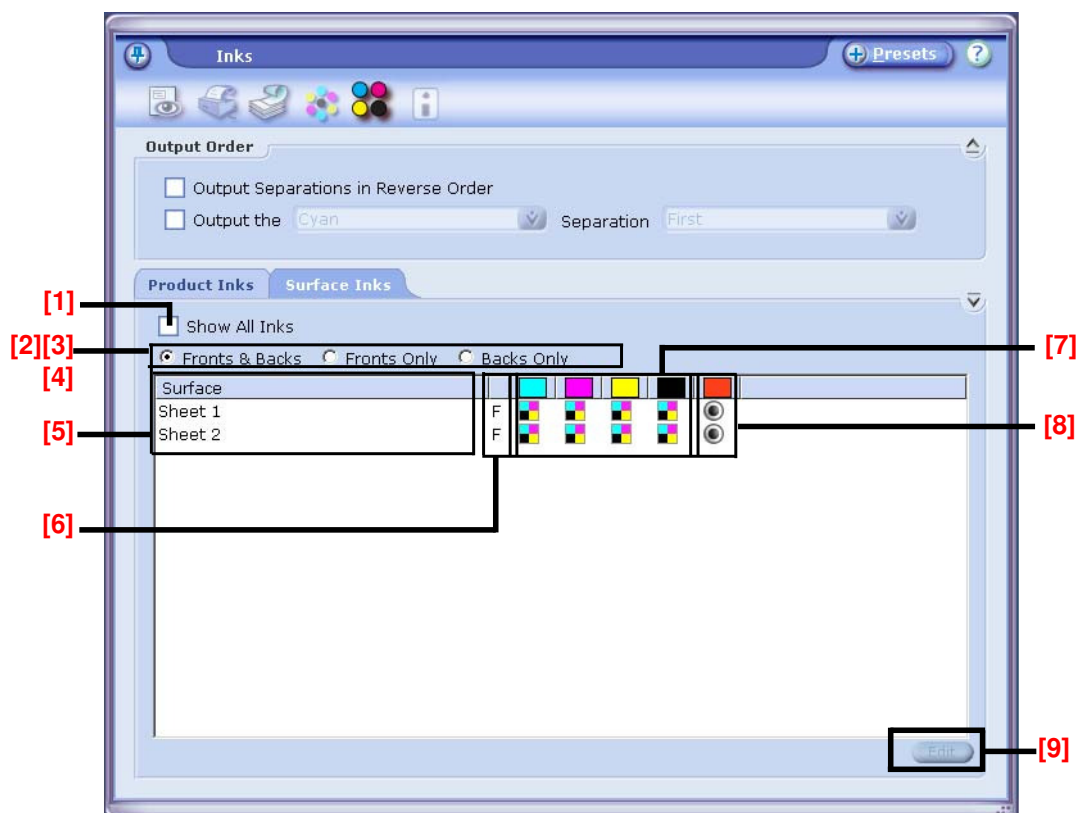 Inks
Presets ?
Output Order
Output Separations in Reverse Order
Output the Cyan Separation First
Product Inks Surface Inks
[1]
Show All Inks
[2][3]
Fronts & Backs Fronts Only Backs Only
[7]
[4]
Surface
Sheet 1 F
[5]
Sheet 2 F
[8]
[6]
Edit
[9]